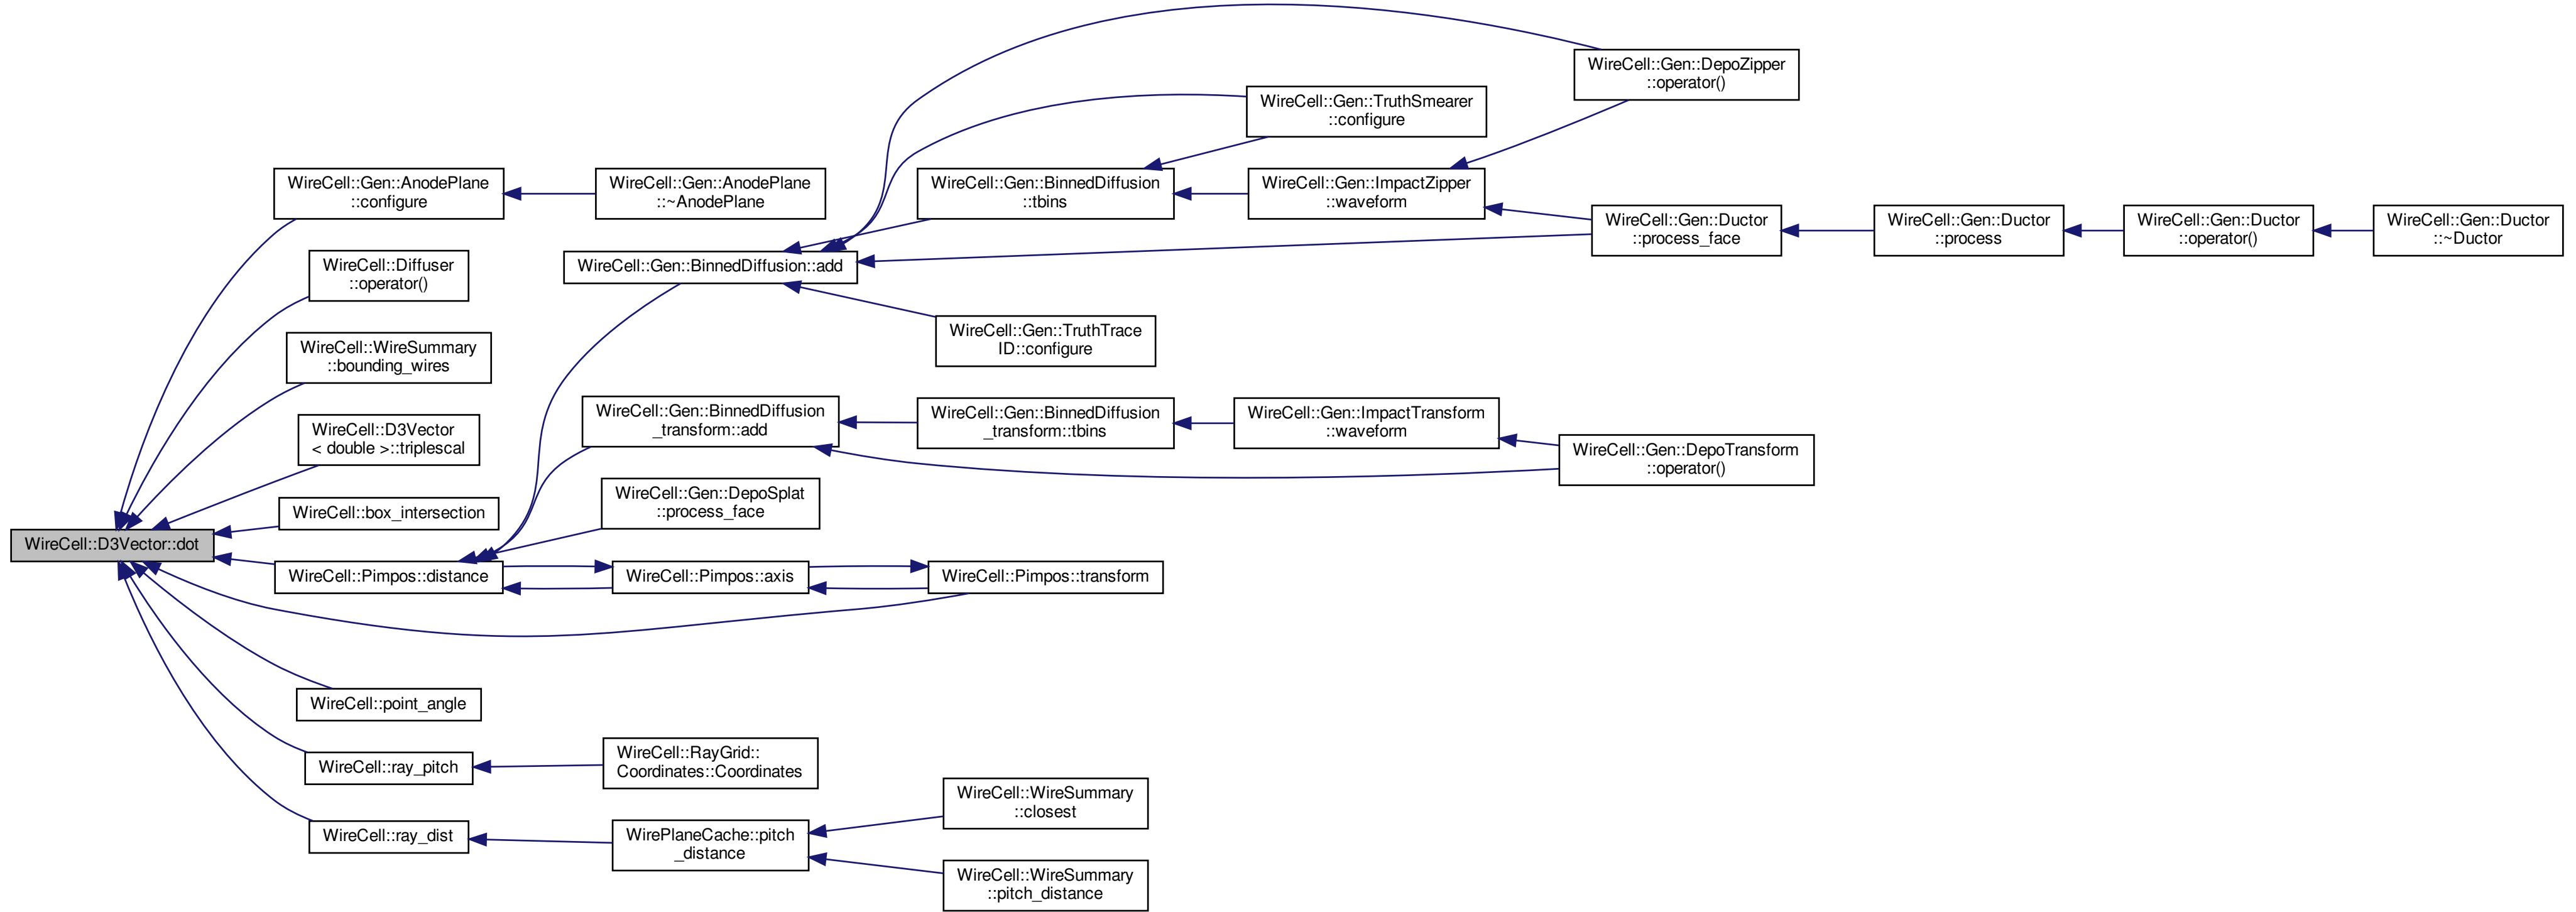 WireCell::D3Vector::dot
WireCell::Gen::AnodePlane
::configure
WireCell::Gen::AnodePlane
::~AnodePlane
WireCell::Diffuser
::operator()
WireCell::WireSummary
::bounding_wires
WireCell::D3Vector
< double >::triplescal
WireCell::box_intersection
WireCell::Pimpos::distance
WireCell::Gen::BinnedDiffusion::add
WireCell::Gen::DepoZipper
::operator()
WireCell::Gen::TruthSmearer
::configure
WireCell::Gen::BinnedDiffusion
::tbins
WireCell::Gen::ImpactZipper
::waveform
WireCell::Gen::Ductor
::process_face
WireCell::Gen::Ductor
::process
WireCell::Gen::Ductor
::operator()
WireCell::Gen::Ductor
::~Ductor
WireCell::Gen::TruthTrace
ID::configure
WireCell::Gen::BinnedDiffusion
_transform::add
WireCell::Gen::BinnedDiffusion
_transform::tbins
WireCell::Gen::ImpactTransform
::waveform
WireCell::Gen::DepoTransform
::operator()
WireCell::Gen::DepoSplat
::process_face
WireCell::Pimpos::axis
WireCell::Pimpos::transform
WireCell::point_angle
WireCell::ray_pitch
WireCell::RayGrid::
Coordinates::Coordinates
WireCell::ray_dist
WirePlaneCache::pitch
_distance
WireCell::WireSummary
::closest
WireCell::WireSummary
::pitch_distance